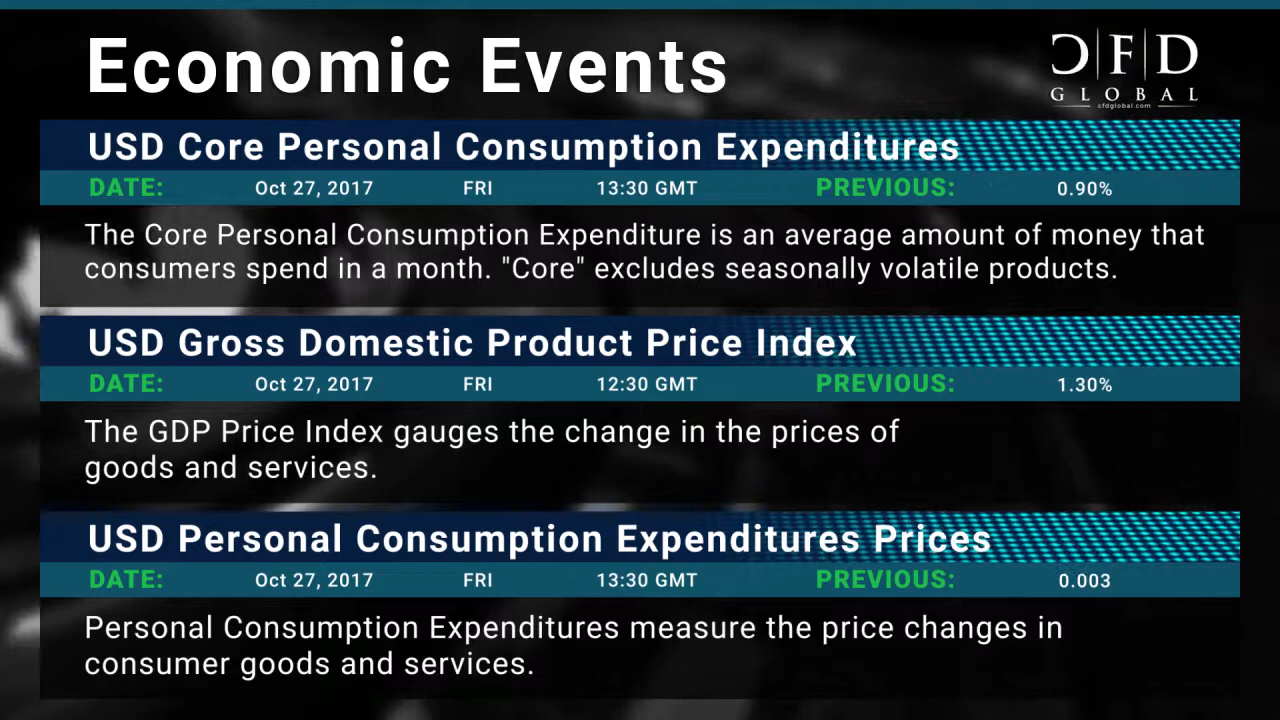 Economic Events
CFD
GLOBAL
cfdglobal.com
USD Core Personal Consumption Expenditures
DATE: Oct 27, 2017 FRI 13:30 GMT PREVIOUS: 0.90%
The Core Personal Consumption Expenditure is an average amount of money that
consumers spend in a month. "Core" excludes seasonally volatile products.
USD Gross Domestic Product Price Index
DATE: Oct 27, 2017 FRI 12:30 GMT PREVIOUS: 1.30%
The GDP Price Index gauges the change in the prices of
goods and services.
USD Personal Consumption Expenditures Prices
DATE: Oct 27, 2017 FRI 13:30 GMT PREVIOUS: 0.003
Personal Consumption Expenditures measure the price changes in
consumer goods and services.